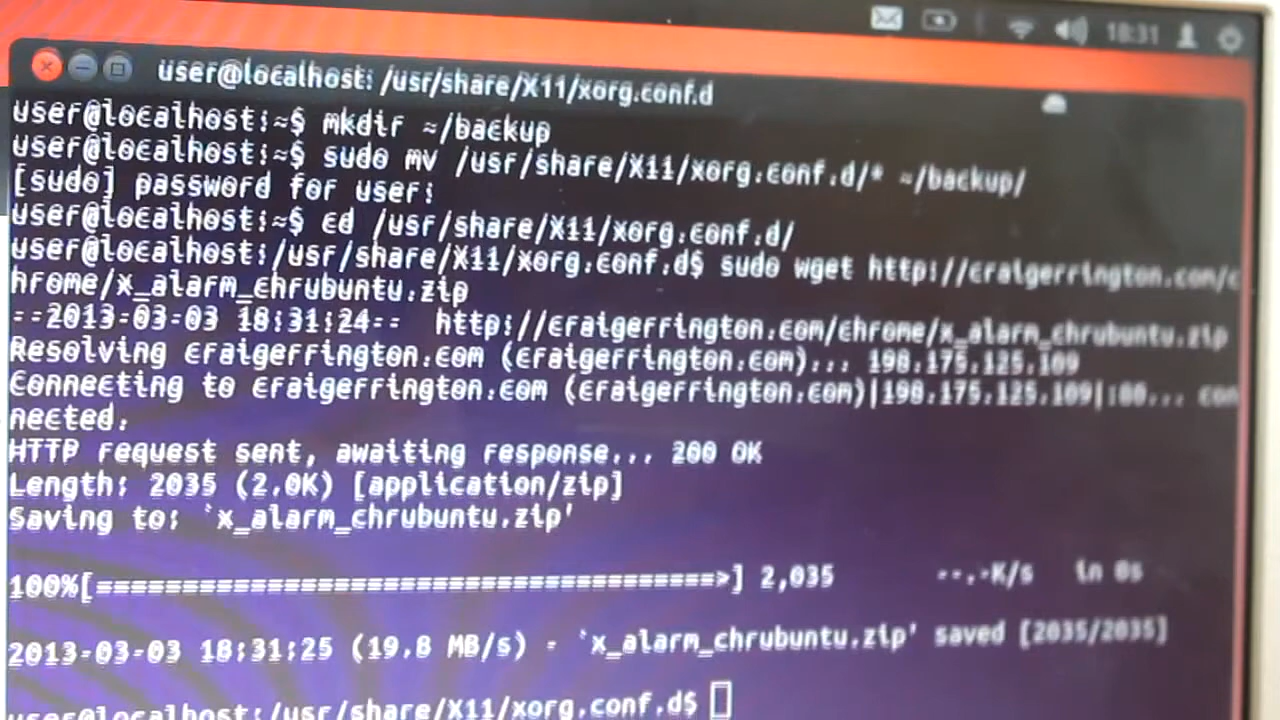 18:31
user@localhost: /usr/share/X11/xorg.conf.d
user@localhost:~$ mkdir ~/backup
user@localhost:~$ sudo mv /usr/share/X11/xorg.conf.d/* ~/backup/
[sudo] password for user:
user@localhost:~$ cd /usr/share/X11/xorg.conf.d/
user@localhost:/usr/share/X11/xorg.conf.d$ sudo wget http://craigerrington.com/c
hrome/x_alarm_chrubuntu.zip
--2013-03-03 18:31:24--  http://craigerrington.com/chrome/x_alarm_chrubuntu.zip
Resolving craigerrington.com (craigerrington.com)... 198.175.125.109
Connecting to craigerrington.com (craigerrington.com)|198.175.125.109|:80... con
nected.
HTTP request sent, awaiting response... 200 OK
Length: 2035 (2.0K) [application/zip]
Saving to: `x_alarm_chrubuntu.zip'
100%[=====================================>] 2,035       --.-K/s   in 0s
2013-03-03 18:31:25 (19.8 MB/s) - `x_alarm_chrubuntu.zip' saved [2035/2035]
user@localhost:/usr/share/X11/xorg.conf.d$